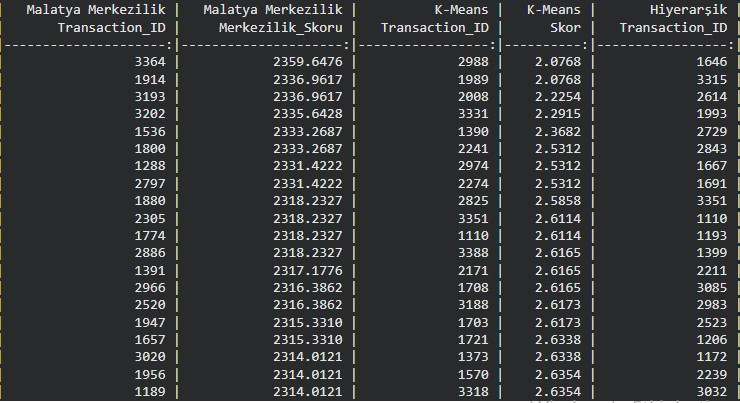 Malatya Merkezilik | Malatya Merkezilik | K-Means | K-Means | Hiyerarşik |
Transaction_ID | Merkezilik_Skoru | Transaction_ID | Skor | Transaction_ID |
-------------------:|--------------------:|----------------:|----------:|----------------:
3364 | 2359.6476 | 2988 | 2.0768 | 1646
1914 | 2336.9617 | 1989 | 2.0768 | 3315
3193 | 2336.9617 | 2008 | 2.2254 | 2614
3202 | 2335.6428 | 3331 | 2.2915 | 1993
1536 | 2333.2687 | 1390 | 2.3682 | 2729
1800 | 2333.2687 | 2241 | 2.5312 | 2843
1288 | 2331.4222 | 2974 | 2.5312 | 1667
2797 | 2331.4222 | 2274 | 2.5312 | 1691
1880 | 2318.2327 | 2825 | 2.5858 | 3351
2305 | 2318.2327 | 3351 | 2.6114 | 1110
1774 | 2318.2327 | 1110 | 2.6114 | 1193
2886 | 2318.2327 | 3388 | 2.6165 | 1399
1391 | 2317.1776 | 2171 | 2.6165 | 2211
2966 | 2316.3862 | 1708 | 2.6165 | 3085
2520 | 2316.3862 | 3188 | 2.6173 | 2983
1947 | 2315.3310 | 1703 | 2.6173 | 2523
1657 | 2315.3310 | 1721 | 2.6338 | 1206
3020 | 2314.0121 | 1373 | 2.6338 | 1172
1956 | 2314.0121 | 1570 | 2.6354 | 2239
1189 | 2314.0121 | 3318 | 2.6354 | 3032